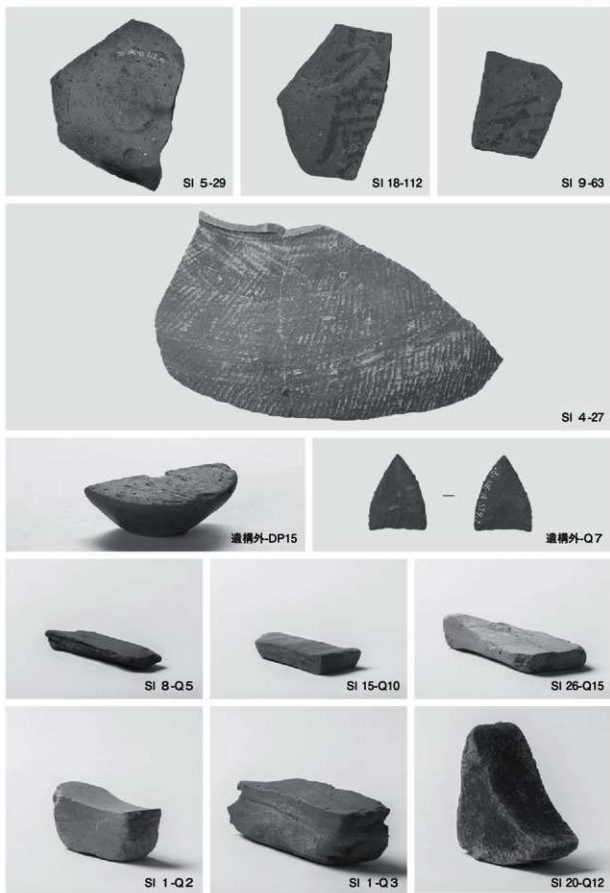 SI 5-29
SI 18-112
SI 9-63
SI 4-27
遺構外-DP15
遺構外-Q7
SI 8-Q5
SI 15-Q10
SI 26-Q15
SI 1-Q2
SI 1-Q3
SI 20-Q12